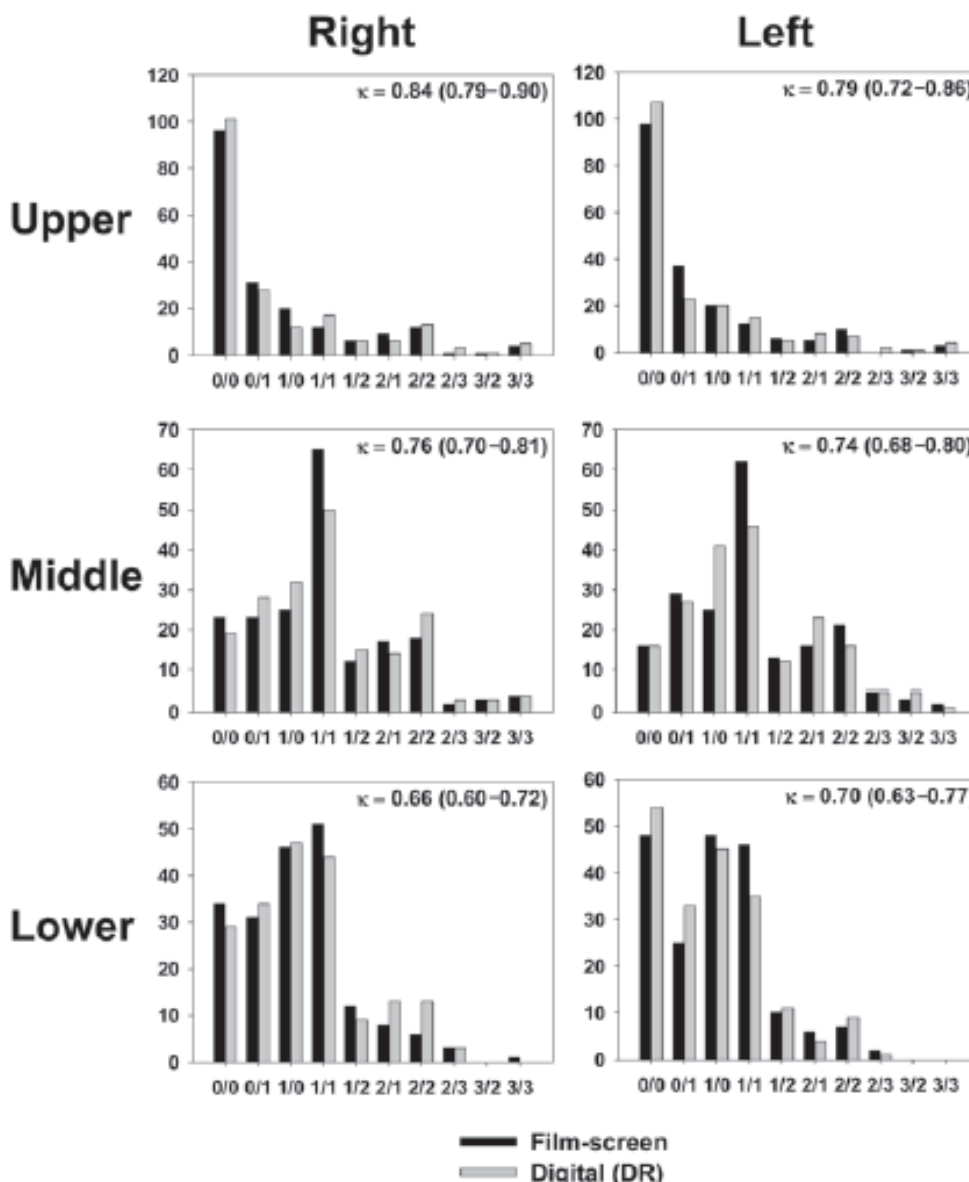 Right Left
κ = 0.84 (0.79–0.90)
120
100
80
60
40
20
0
0/0 0/1 1/0 1/1 1/2 2/1 2/2 2/3 3/2 3/3
κ = 0.79 (0.72–0.86)
120
100
80
60
40
20
0
0/0 0/1 1/0 1/1 1/2 2/1 2/2 2/3 3/2 3/3
Upper
κ = 0.76 (0.70–0.81)
70
60
50
40
30
20
10
0
0/0 0/1 1/0 1/1 1/2 2/1 2/2 2/3 3/2 3/3
κ = 0.74 (0.68–0.80)
70
60
50
40
30
20
10
0
0/0 0/1 1/0 1/1 1/2 2/1 2/2 2/3 3/2 3/3
Middle
κ = 0.66 (0.60–0.72)
60
50
40
30
20
10
0
0/0 0/1 1/0 1/1 1/2 2/1 2/2 2/3 3/2 3/3
κ = 0.70 (0.63–0.77
60
50
40
30
20
10
0
0/0 0/1 1/0 1/1 1/2 2/1 2/2 2/3 3/2 3/3
Lower
Film-screen
Digital (DR)